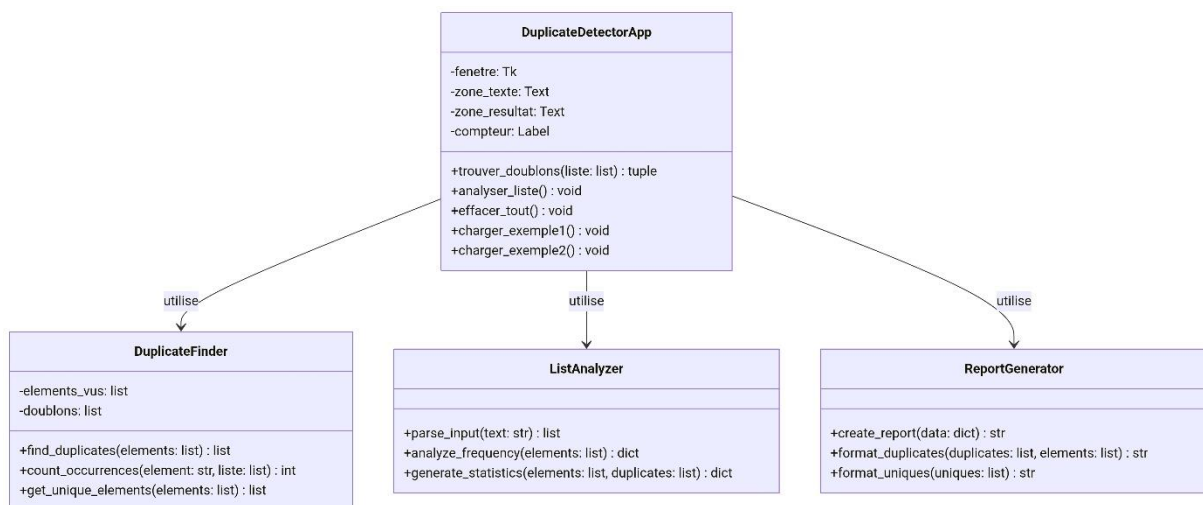 DuplicateDetectorApp
-fenetre: Tk
-zone_texte: Text
-zone_resultat: Text
-compteur: Label
+trouver_doublons(liste: list) : tuple
+analyser_liste() : void
+effacer_tout() : void
+charger_exemple1() : void
+charger_exemple2() : void
utilise
utilise
utilise
DuplicateFinder
-elements_vus: list
-doublons: list
+find_duplicates(elements: list) : list
+count_occurrences(element: str, liste: list) : int
+get_unique_elements(elements: list) : list
ListAnalyzer
+parse_input(text: str) : list
+analyze_frequency(elements: list) : dict
+generate_statistics(elements: list, duplicates: list) : dict
ReportGenerator
+create_report(data: dict) : str
+format_duplicates(duplicates: list, elements: list) : str
+format_uniques(uniques: list) : str